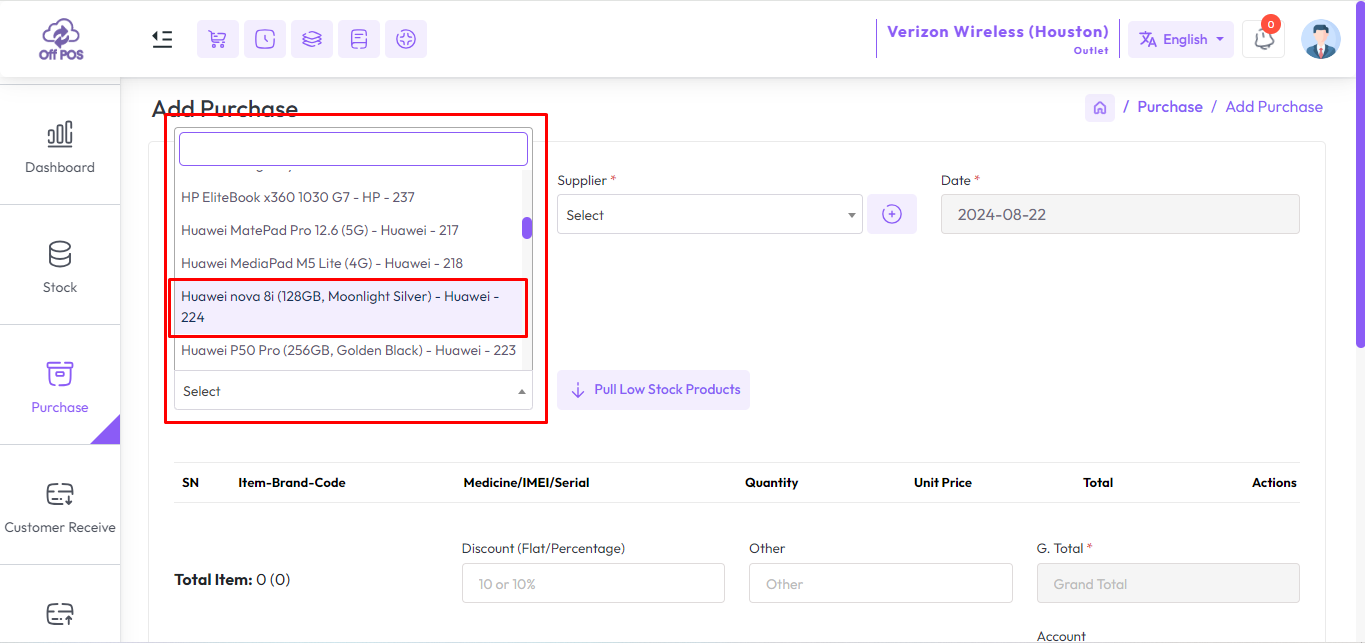 Off POS
Verizon Wireless (Houston)
Outlet
English
0
Add Purchase
/ Purchase / Add Purchase
Dashboard
Stock
Purchase
Customer Receive
HP EliteBook x360 1030 G7 - HP - 237
Huawei MatePad Pro 12.6 (5G) - Huawei - 217
Huawei MediaPad M5 Lite (4G) - Huawei - 218
Huawei nova 8i (128GB, Moonlight Silver) - Huawei -
224
Huawei P50 Pro (256GB, Golden Black) - Huawei - 223
Select
Supplier *
Select
Date *
2024-08-22
Pull Low Stock Products
SN Item-Brand-Code Medicine/IMEI/Serial Quantity Unit Price Total Actions
Total Item: 0 (0)
Discount (Flat/Percentage)
10 or 10%
Other
Other
G. Total *
Grand Total
Account